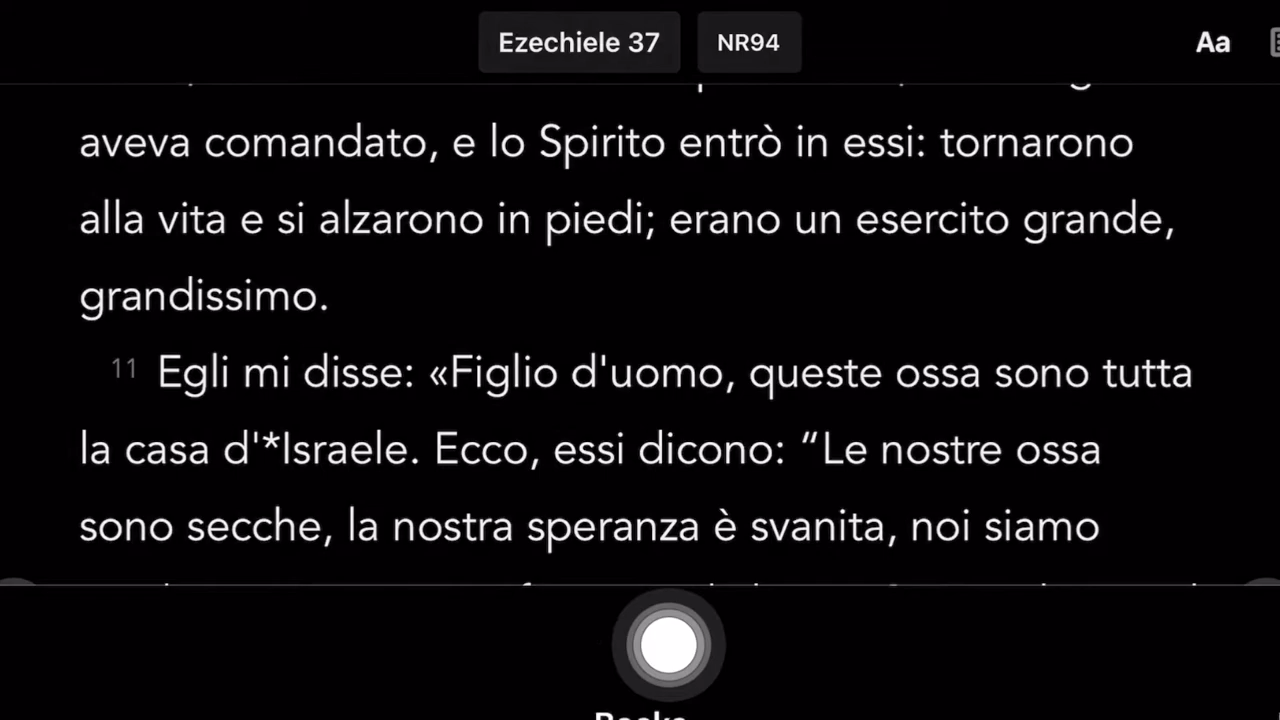 Ezechiele 37 NR94 Aa
aveva comandato, e lo Spirito entrò in essi: tornarono
alla vita e si alzarono in piedi; erano un esercito grande,
grandissimo.
11 Egli mi disse: «Figlio d'uomo, queste ossa sono tutta
la casa d'*Israele. Ecco, essi dicono: “Le nostre ossa
sono secche, la nostra speranza è svanita, noi siamo